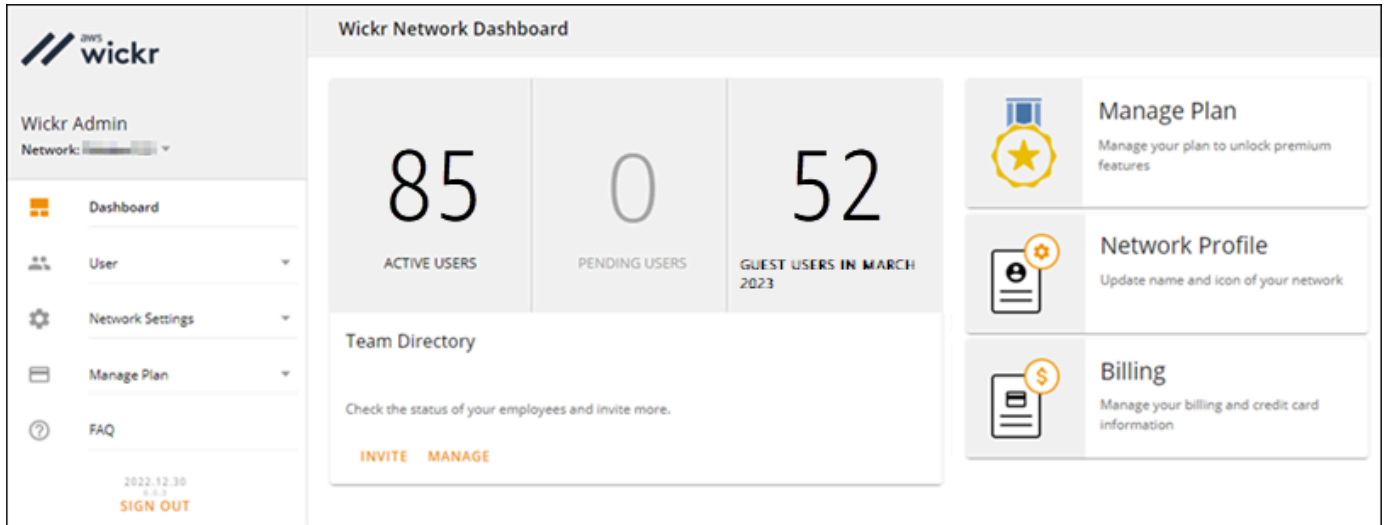 aws
wickr
Wickr Admin
Network:
Dashboard
User
Network Settings
Manage Plan
FAQ
2022.12.30
SIGN OUT
Wickr Network Dashboard
85
ACTIVE USERS
0
PENDING USERS
52
GUEST USERS IN MARCH
2023
Team Directory
Check the status of your employees and invite more.
INVITE MANAGE
Manage Plan
Manage your plan to unlock premium
features
Network Profile
Update name and icon of your network
$
Billing
Manage your billing and credit card
information